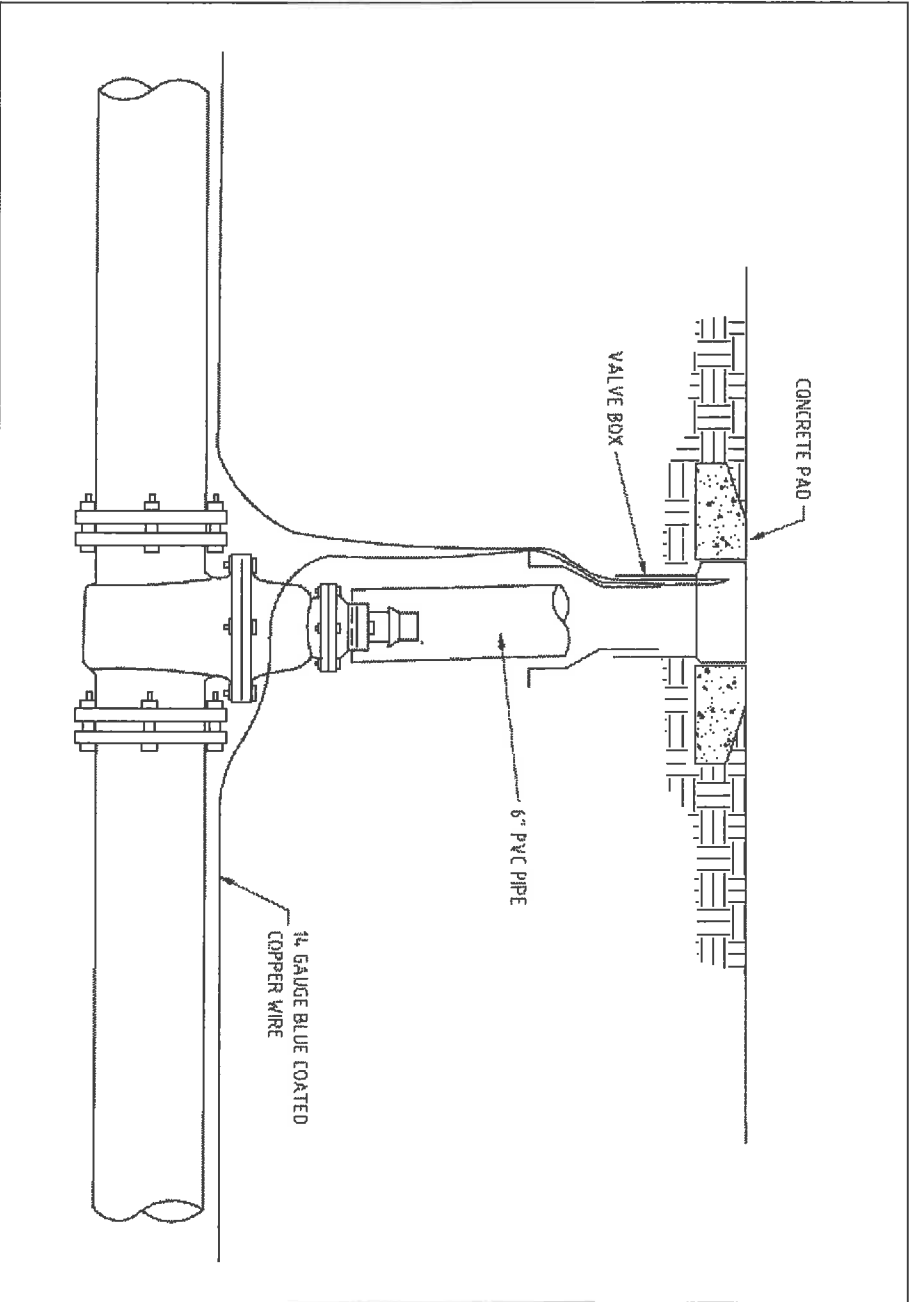 CONCRETE PAD
VALVE BOX
6" PVC PIPE
14 GAUGE BLUE COATED
COPPER WIRE